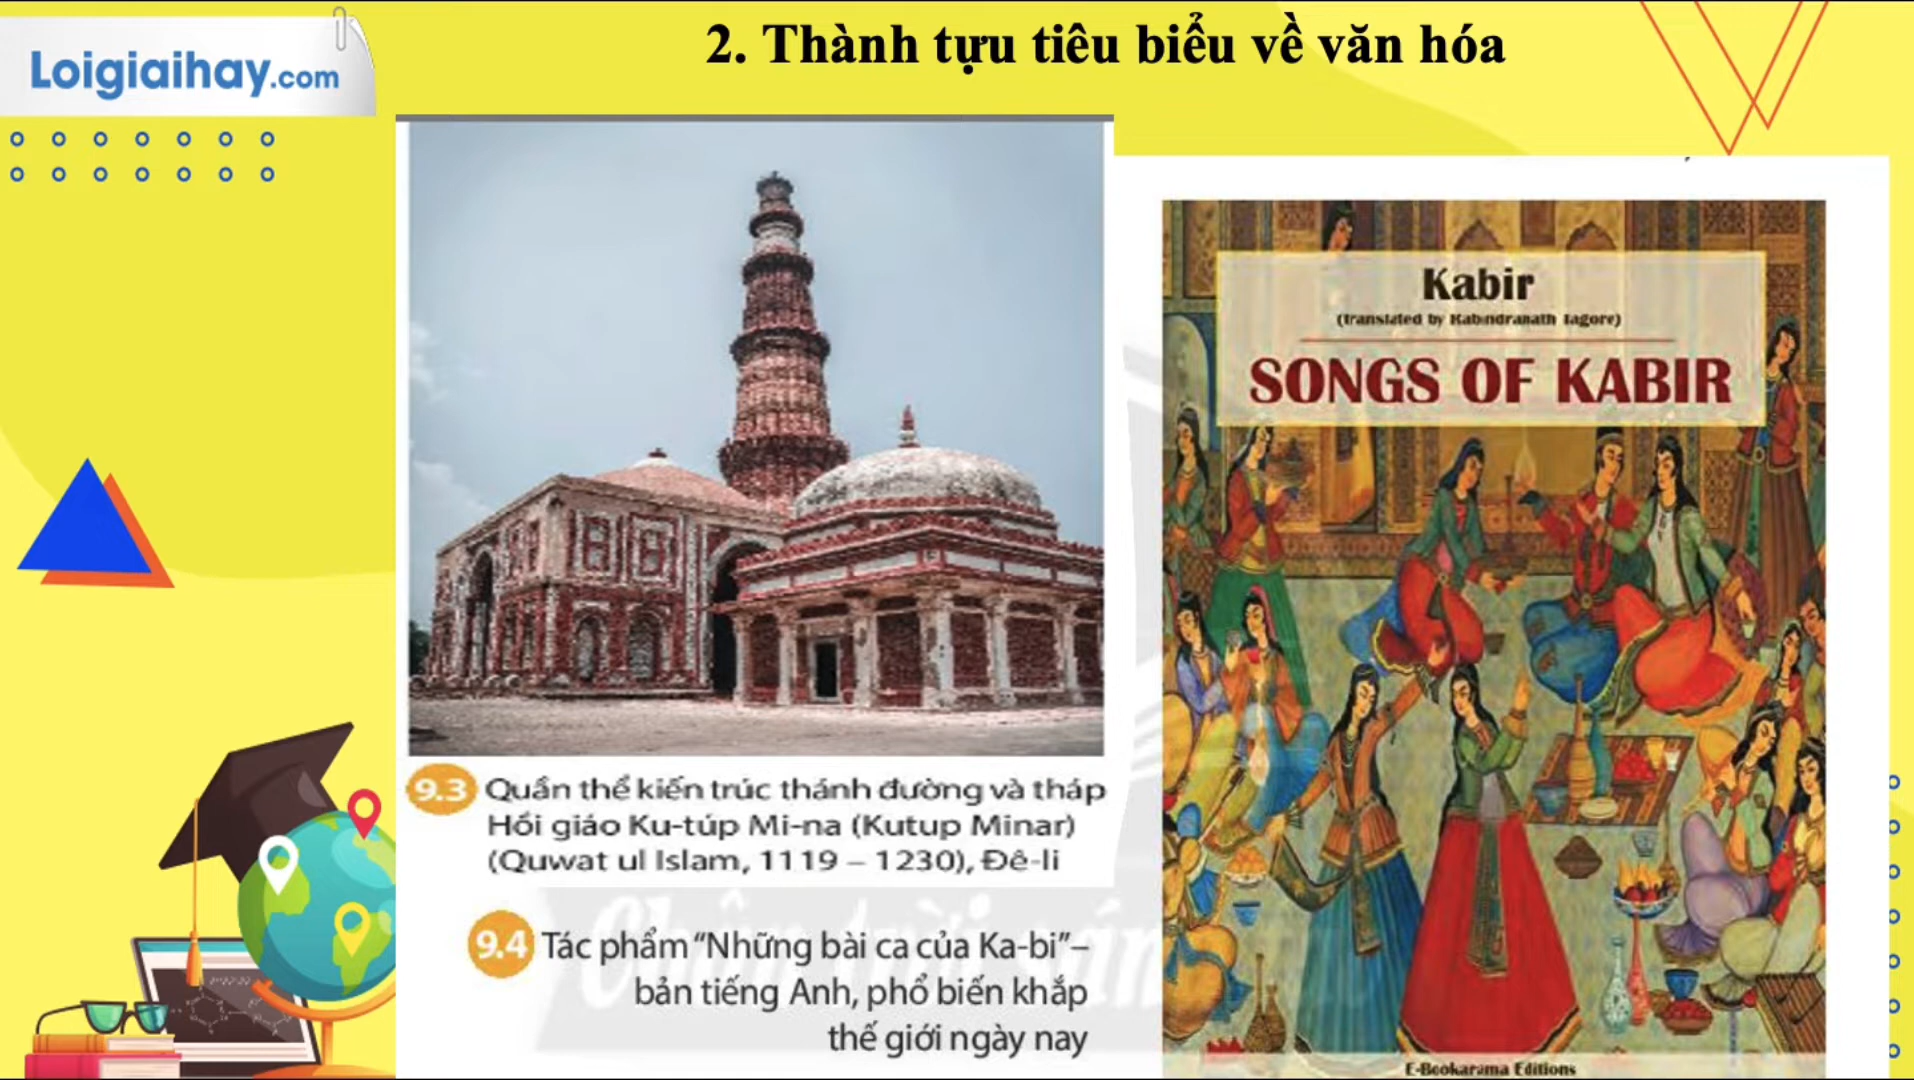 Loigiaihay.com
2. Thành tựu tiêu biểu về văn hóa
9.3 Quần thể kiến trúc thánh đường và tháp
Hồi giáo Ku-túp Mi-na (Kutup Minar)
(Quwat ul Islam, 1119 – 1230), Đê-li
9.4 Tác phẩm “Những bài ca của Ka-bi”–
bản tiếng Anh, phổ biến khắp
thế giới ngày nay
Kabir
(translated by Rabindranath Tagore)
SONGS OF KABIR
E-Bookarama Editions